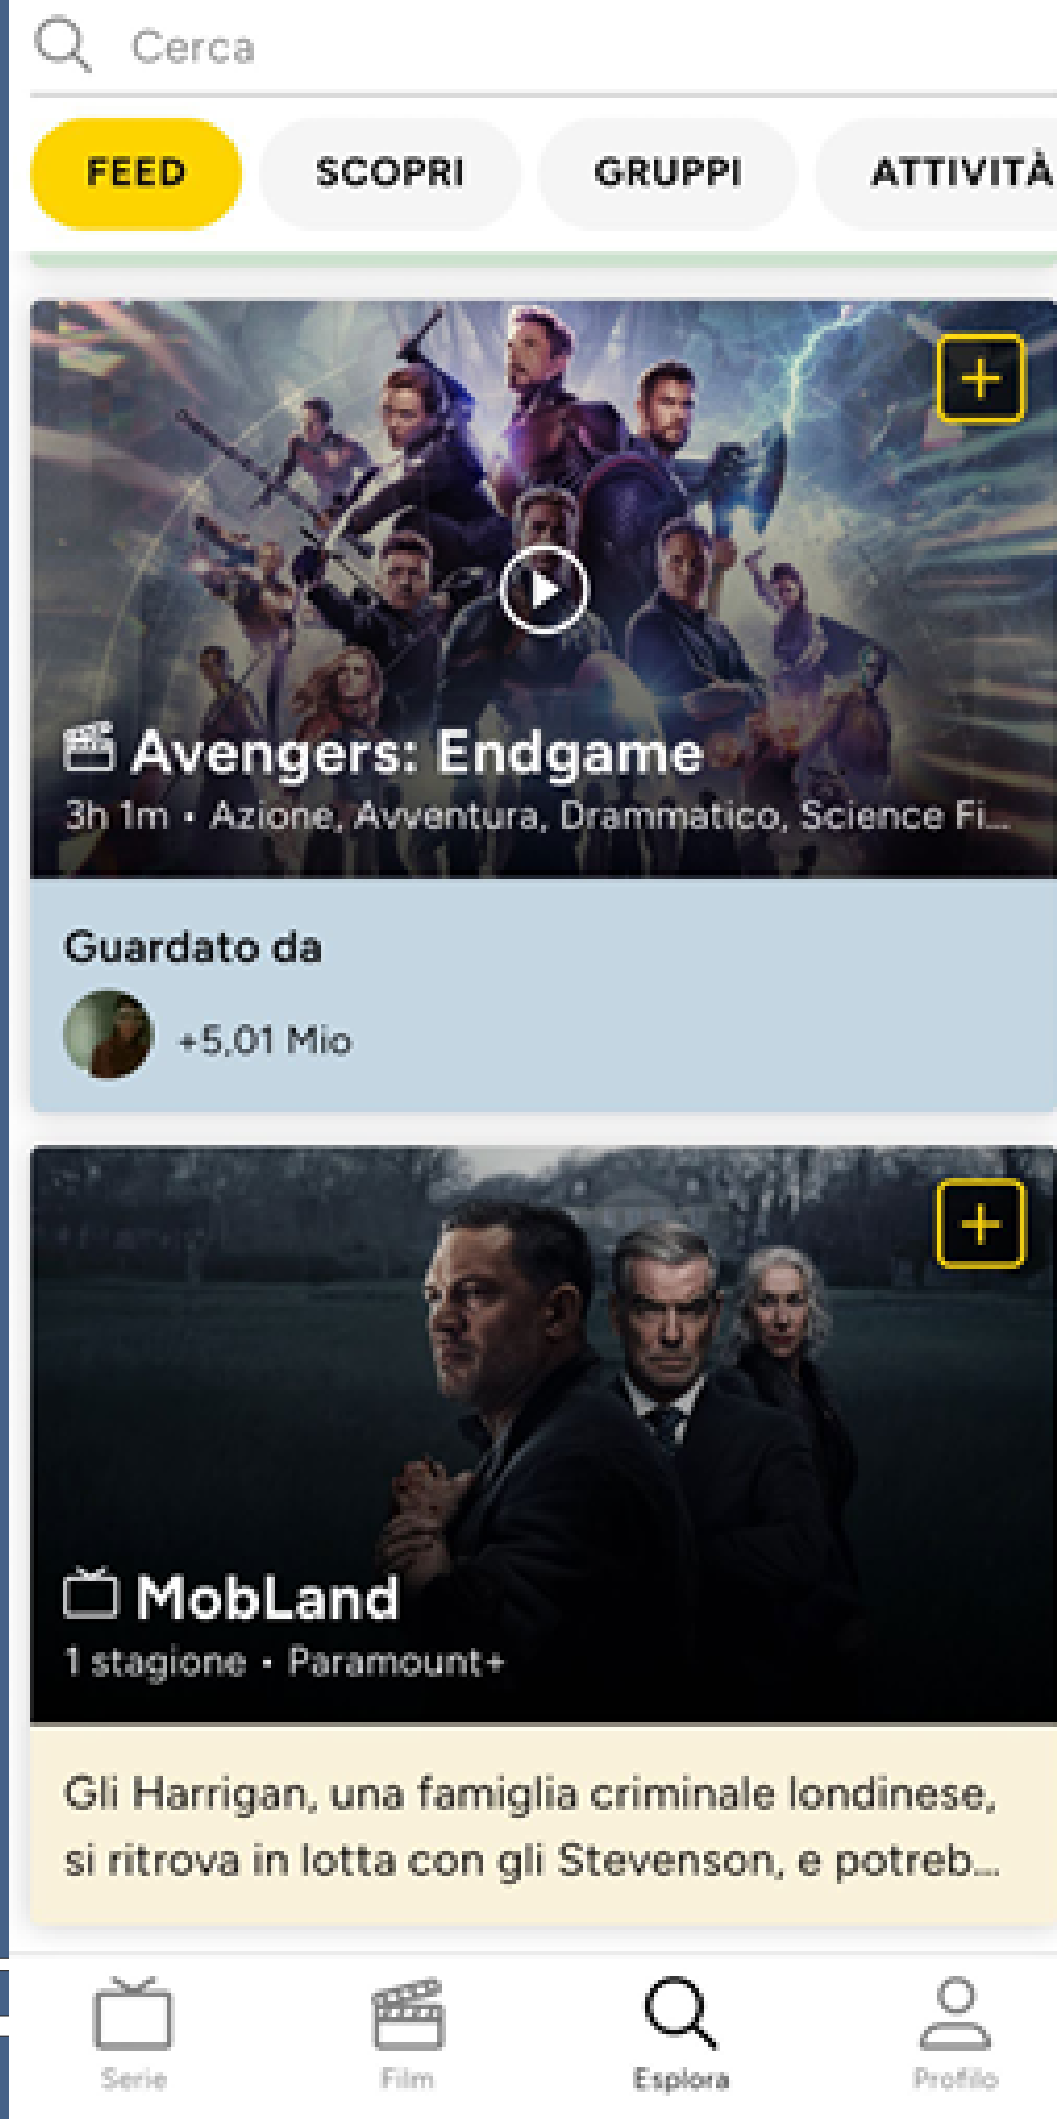 Cerca
FEED
SCOPRI
GRUPPI
ATTIVITÀ
Avengers: Endgame
3h 1m • Azione, Avventura, Drammatico, Science Fi...
Guardato da
+5,01 Mio
MobLand
1 stagione • Paramount+
Gli Harrigan, una famiglia criminale londinese,
si ritrova in lotta con gli Stevenson, e potreb...
Serie
Film
Esplora
Profilo